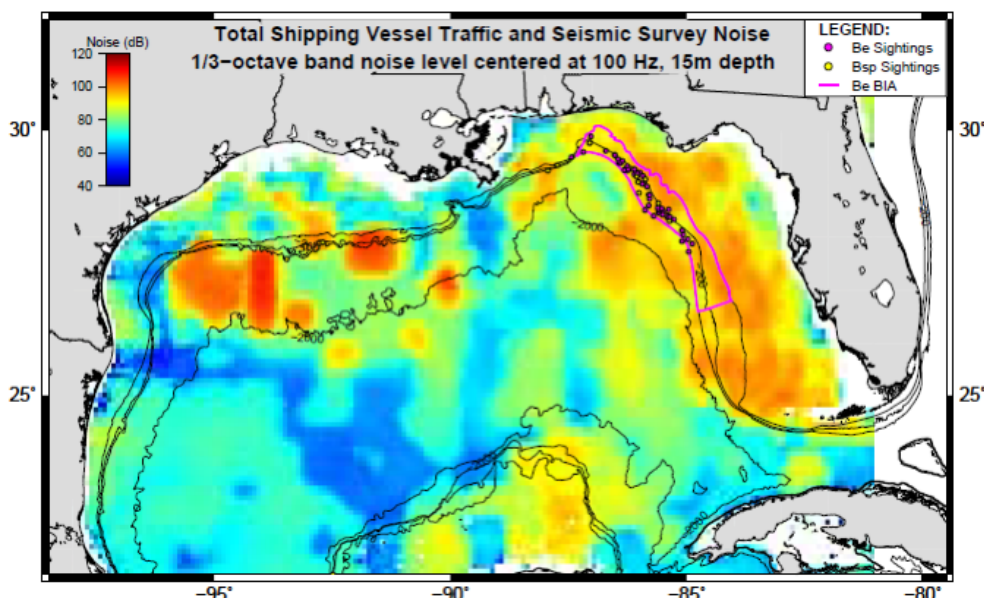 Total Shipping Vessel Traffic and Seismic Survey Noise
1/3−octave band noise level centered at 100 Hz, 15m depth
Noise (dB)
120
100
80
60
40
LEGEND:
Be Sightings
Bsp Sightings
Be BIA
30°
30°
−2000
−2000
25°
25°
−95°
−90°
−85°
−80°